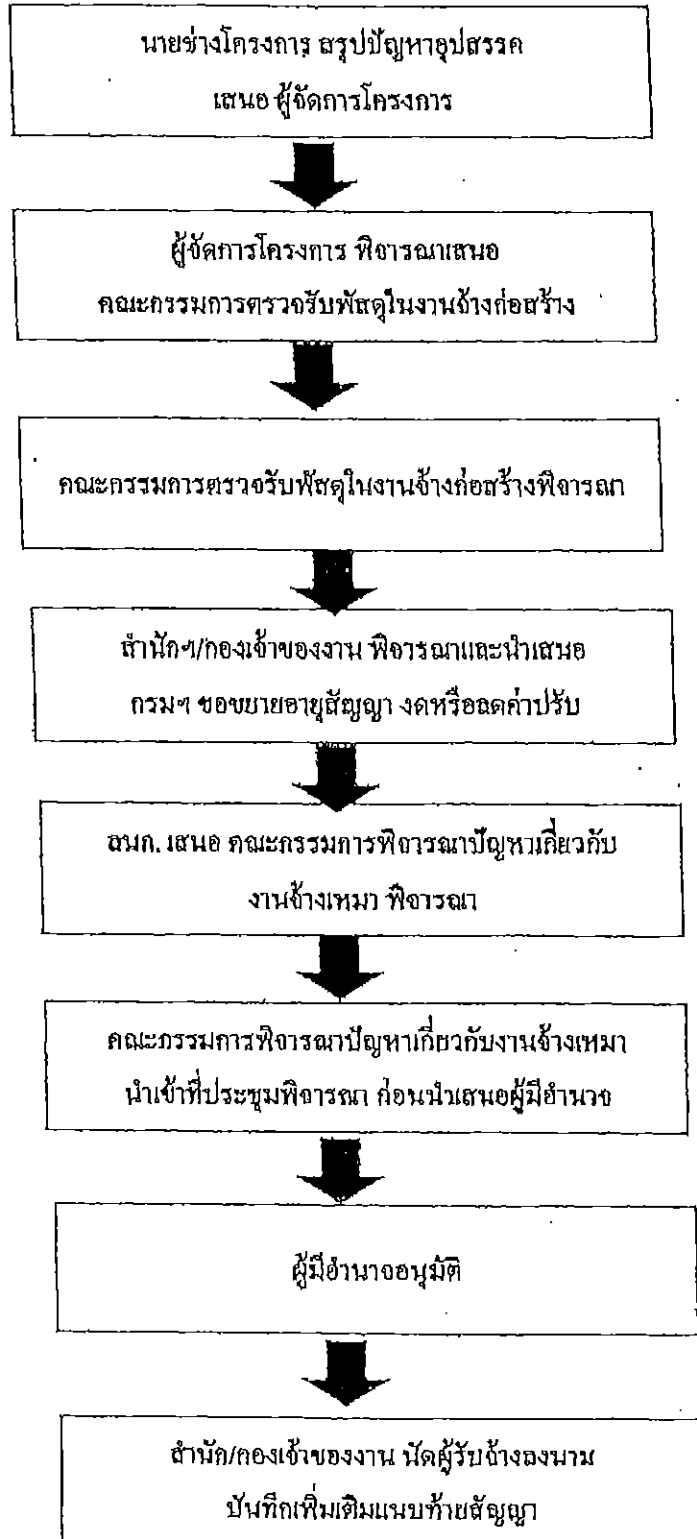 นายช่างโครงการ สรุปปัญหาอุปสรรค
เสนอ ผู้จัดการโครงการ
ผู้จัดการโครงการ พิจารณาเสนอ
คณะกรรมการตรวจรับพัสดุในงานจ้างก่อสร้าง
คณะกรรมการตรวจรับพัสดุในงานจ้างก่อสร้างพิจารณา
สำนักฯ/กองเจ้าของงาน พิจารณาและนำเสนอ
กรมฯ ขอขยายอายุสัญญา งดหรือลดค่าปรับ
สนก. เสนอ คณะกรรมการพิจารณาปัญหาเกี่ยวกับ
งานจ้างเหมา พิจารณา
คณะกรรมการพิจารณาปัญหาเกี่ยวกับงานจ้างเหมา
นำเข้าที่ประชุมพิจารณา ก่อนนำเสนอผู้มีอำนวจ
ผู้มีอำนาจอนุมัติ
สำนัก/กองเจ้าของงาน นัดผู้รับจ้างลงนาม
บันทึกเพิ่มเติมแนบท้ายสัญญา